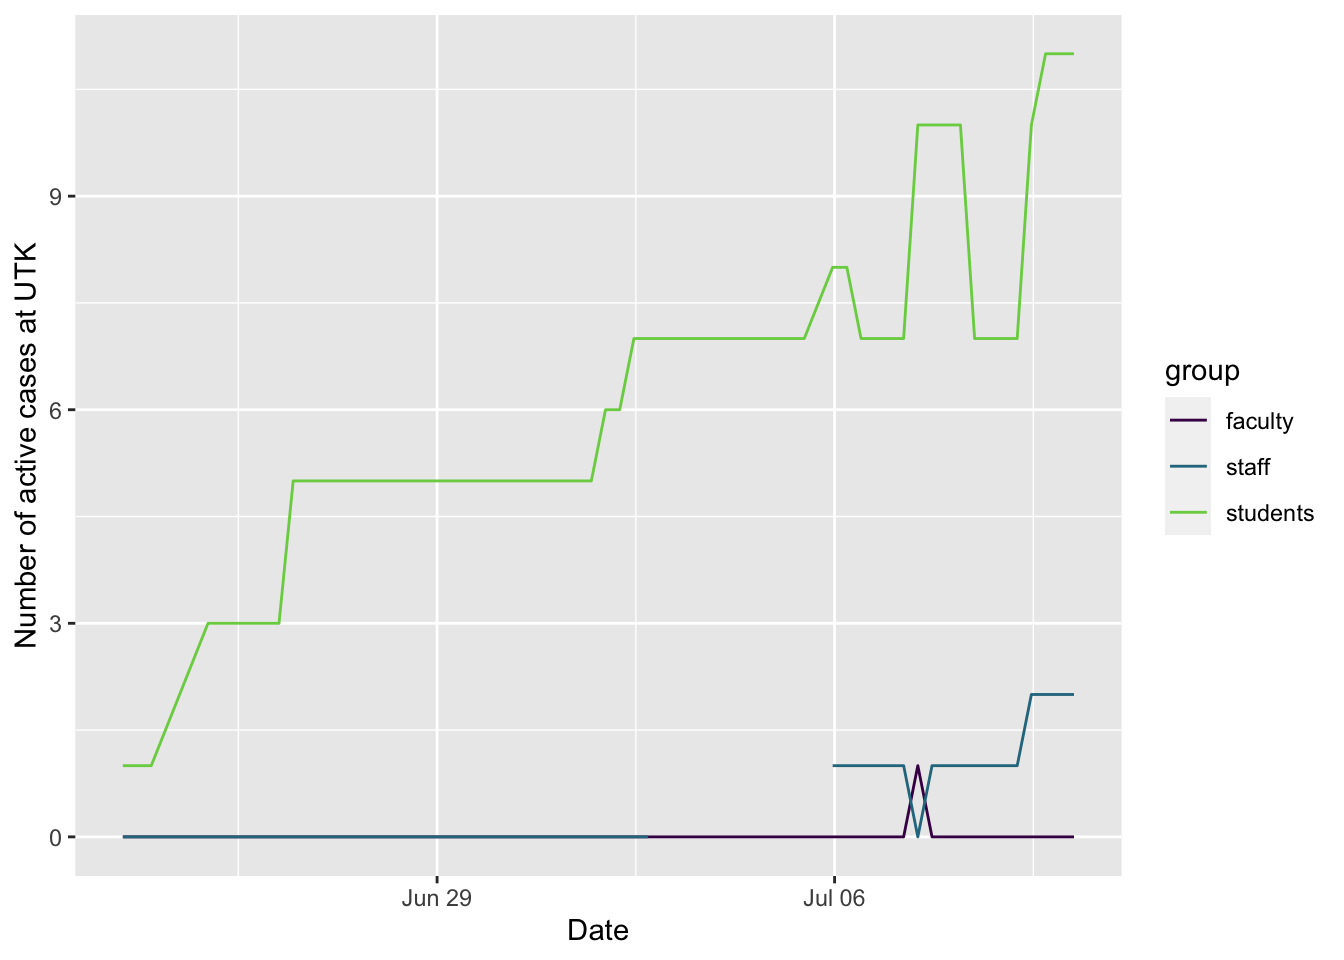 Number of active cases at UTK
9
6
3
0
Jun 29
Jul 06
Date
group
faculty
staff
students